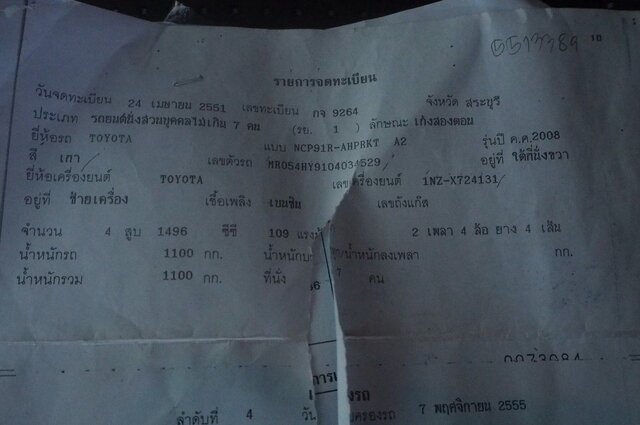 5513389 10
รายการจดทะเบียน
วันจดทะเบียน 24 เมษายน 2551 เลขทะเบียน กจ 9264 จังหวัด สระบุรี
ประเภท รถยนต์นั่งส่วนบุคคลไม่เกิน 7 คน (รย. 1 ) ลักษณะ เก๋งสองตอน
ยี่ห้อรถ TOYOTA แบบ NCP91R-AHPRKT A2 รุ่นปี ค.ศ.2008
สี เทา เลขตัวรถ MR054HY9104034529 อยู่ที่ ใต้ที่นั่งขวา
ยี่ห้อเครื่องยนต์ TOYOTA เลขเครื่องยนต์ 1NZ-X724131
อยู่ที่ ซ้ายเครื่อง เชื้อเพลิง เบนซิน เลขถังแก๊ส
จำนวน 4 สูบ 1496 ซีซี 109 2 เพลา 4 ล้อ ยาง 4 เส้น
น้ำหนักรถ 1100 กก. น้ำหนักลงเพลา กก.
น้ำหนักรวม 1100 กก. ที่นั่ง 7 คน
ลำดับที่ 4 7 พฤศจิกายน 2555